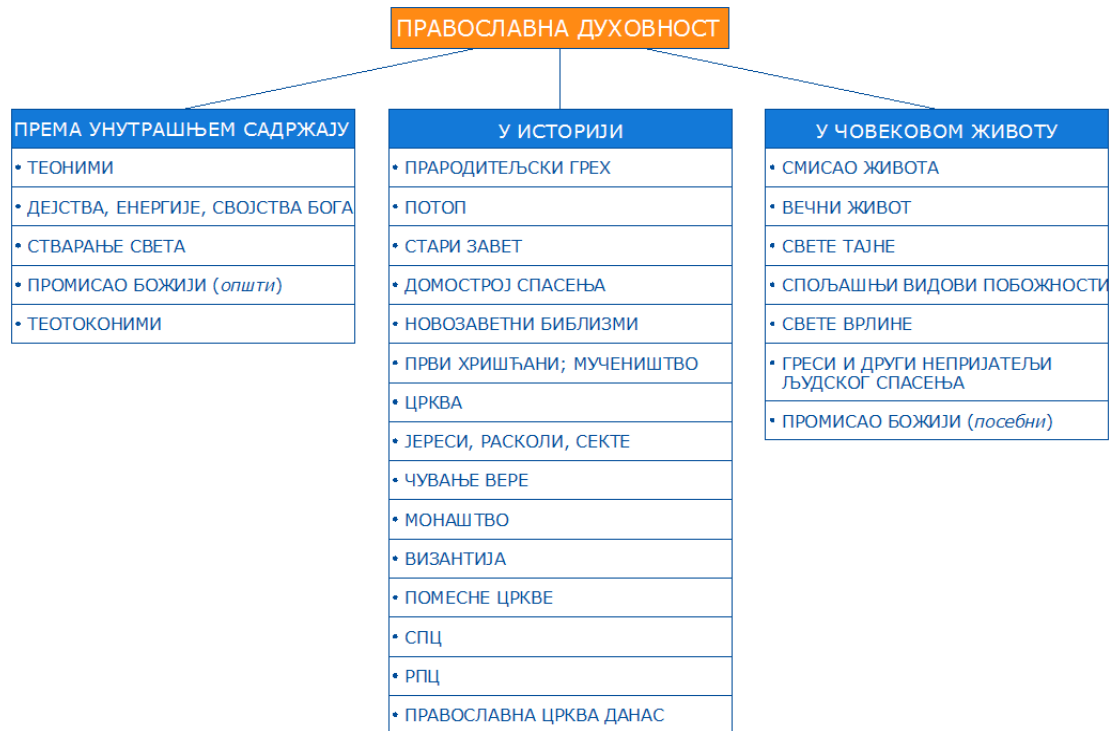 ПРАВОСЛАВНА ДУХОВНОСТ
ПРЕМА УНУТРАШЊЕМ САДРЖАЈУ
• ТЕОНИМИ
• ДЕЈСТВА, ЕНЕРГИЈЕ, СВОЈСТВА БОГА
• СТВАРАЊЕ СВЕТА
• ПРОМИСАО БОЖИЈИ (општи)
• ТЕОТОКОНИМИ
У ИСТОРИЈИ
• ПРАРОДИТЕЉСКИ ГРЕХ
• ПОТОП
• СТАРИ ЗАВЕТ
• ДОМОСТРОЈ СПАСЕЊА
• НОВОЗАВЕТНИ БИБЛИЗМИ
• ПРВИ ХРИШЋАНИ; МУЧЕНИШТВО
• ЦРКВА
• ЈЕРЕСИ, РАСКОЛИ, СЕКТЕ
• ЧУВАЊЕ ВЕРЕ
• МОНАШТВО
• ВИЗАНТИЈА
• ПОМЕСНЕ ЦРКВЕ
• СПЦ
• РПЦ
• ПРАВОСЛАВНА ЦРКВА ДАНАС
У ЧОВЕКОВОМ ЖИВОТУ
• СМИСАО ЖИВОТА
• ВЕЧНИ ЖИВОТ
• СВЕТЕ ТАЈНЕ
• СПОЉАШЊИ ВИДОВИ ПОБОЖНОСТИ
• СВЕТЕ ВРЛИНЕ
• ГРЕСИ И ДРУГИ НЕПРИЈАТЕЉИ
ЉУДСКОГ СПАСЕЊА
• ПРОМИСАО БОЖИЈИ (посебни)